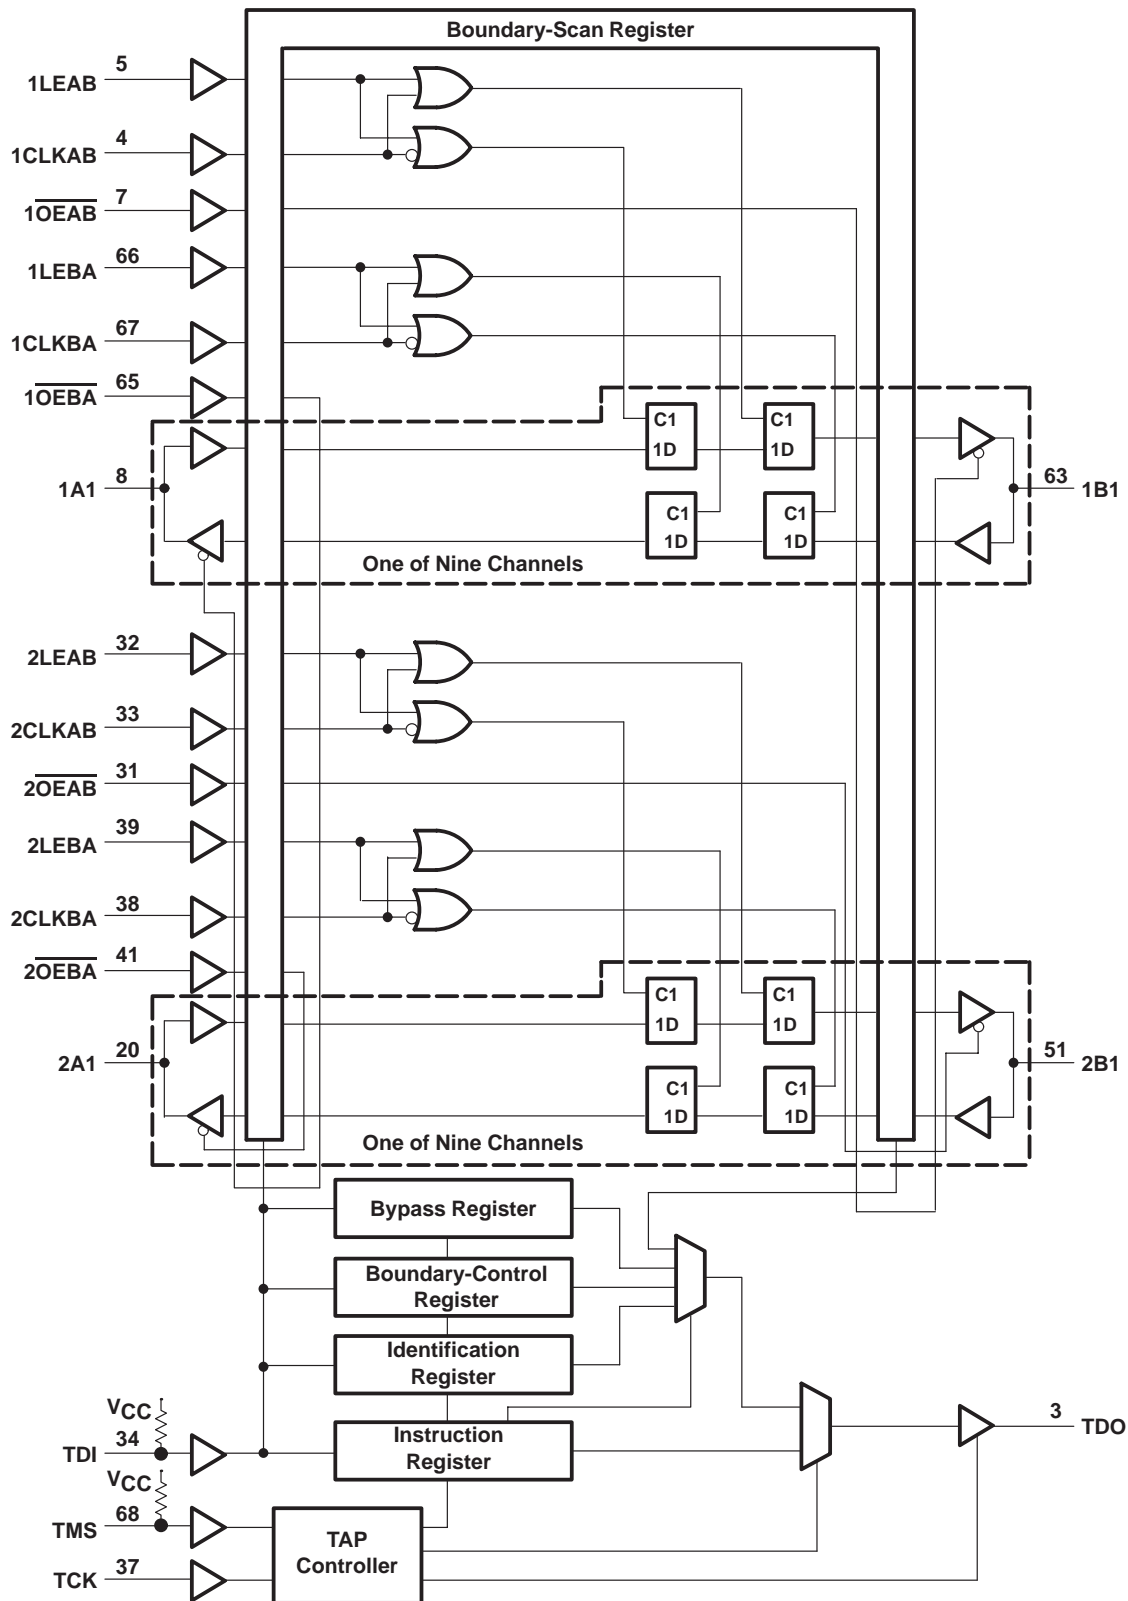 Boundary-Scan Register
5
1LEAB
4
1CLKAB
7
1OEAB
66
1LEBA
67
1CLKBA
65
1OEBA
C1
1D
C1
1D
8
1A1
63
1B1
C1
1D
C1
1D
One of Nine Channels
32
2LEAB
33
2CLKAB
31
2OEAB
39
2LEBA
38
2CLKBA
41
2OEBA
C1
1D
C1
1D
20
2A1
51
2B1
C1
1D
C1
1D
One of Nine Channels
Bypass Register
Boundary-Control
Register
Identification
Register
VCC
34
TDI
Instruction
Register
3
TDO
VCC
68
TMS
TAP
Controller
37
TCK